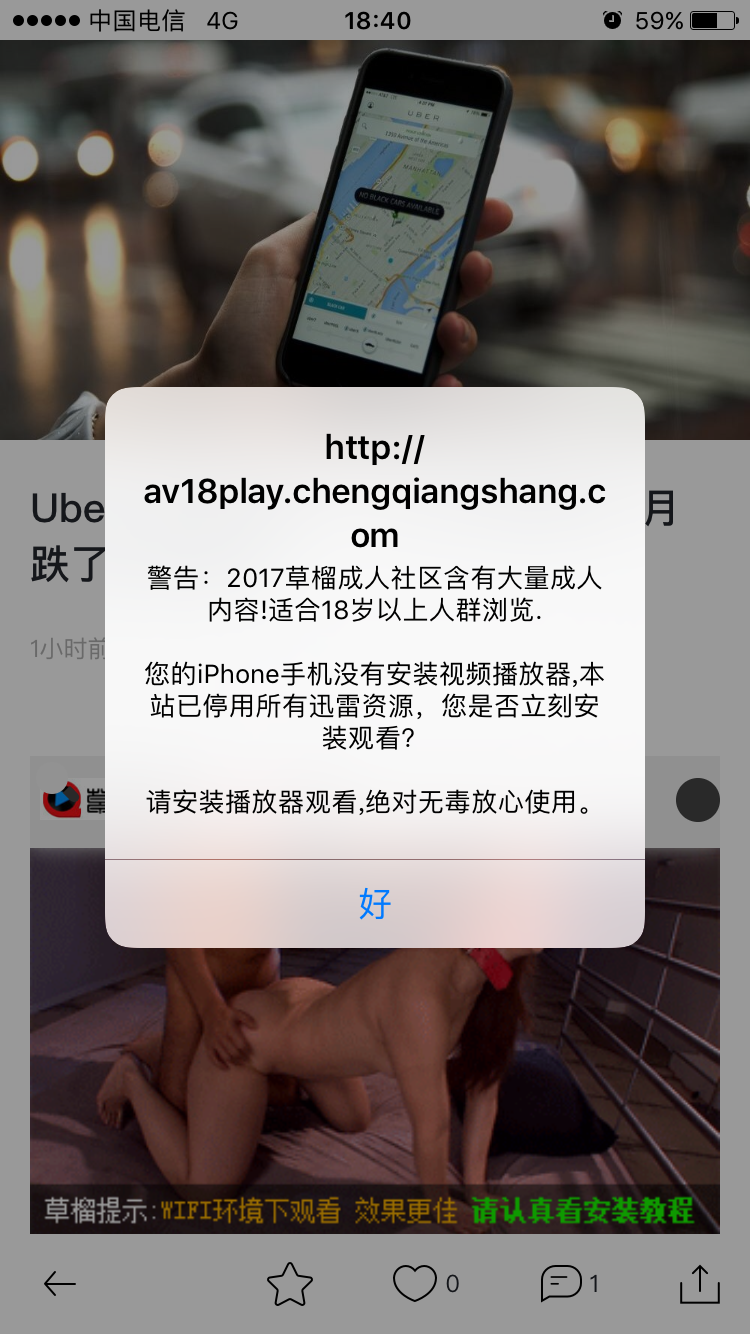 中国电信 4G 18:40 59%
UBER
1255 Avenue of the Americas
MANHATTAN
NO BLACK CARS AVAILABLE
http://
av18play.chengqiangshang.c
om
警告：2017草榴成人社区含有大量成人
内容!适合18岁以上人群浏览.
您的iPhone手机没有安装视频播放器,本
站已停用所有迅雷资源，您是否立刻安
装观看?
请安装播放器观看,绝对无毒放心使用。
好
Ube
月
跌了
1小时前
草榴提示:WIFI环境下观看 效果更佳 请认真看安装教程
0
1